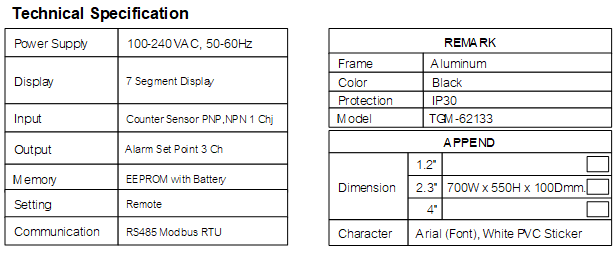 Technical Specification
Power Supply 100-240VAC, 50-60Hz
Display 7 Segment Display
Input Counter Sensor PNP,NPN 1 Chj
Output Alarm Set Point 3 Ch
Memory EEPROM with Battery
Setting Remote
Communication RS485 Modbus RTU
REMARK
Frame Aluminum
Color Black
Protection IP30
Model TGM-62133
APPEND
Dimension
1.2"
2.3" 700W x 550H x 100Dmm.
4"
Character Arial (Font), White PVC Sticker